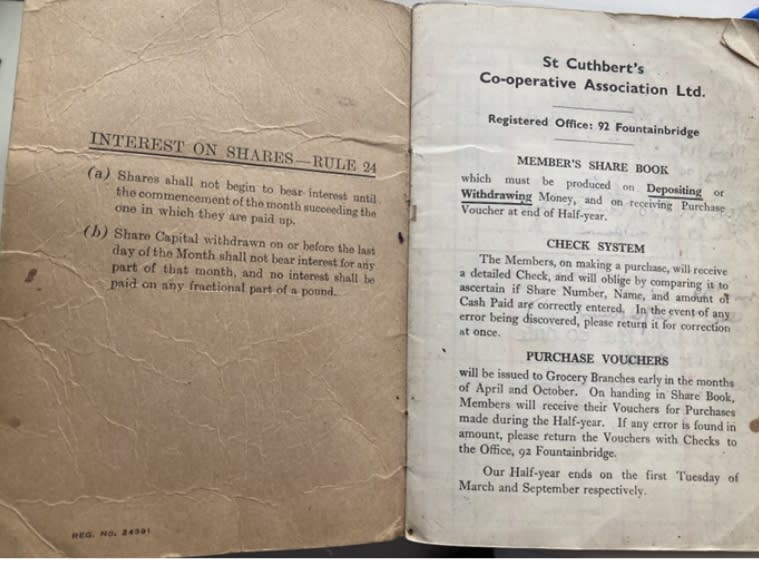 INTEREST ON SHARES—RULE 24
(a) Shares shall not begin to bear interest until
the commencement of the month succeeding the
one in which they are paid up.
(b) Share Capital withdrawn on or before the last
day of the Month shall not bear interest for any
part of that month, and no interest shall be
paid on any fractional part of a pound.
REG. NO. 24591
St Cuthbert's
Co-operative Association Ltd.
Registered Office: 92 Fountainbridge
MEMBER'S SHARE BOOK
which must be produced on Depositing or
Withdrawing Money, and on receiving Purchase
Voucher at end of Half-year.
CHECK SYSTEM
The Members, on making a purchase, will receive
a detailed Check, and will oblige by comparing it to
ascertain if Share Number, Name, and amount of
Cash Paid are correctly entered. In the event of any
error being discovered, please return it for correction
at once.
PURCHASE VOUCHERS
will be issued to Grocery Branches early in the months
of April and October. On handing in Share Book,
Members will receive their Vouchers for Purchases
made during the Half-year. If any error is found in
amount, please return the Vouchers with Checks to
the Office, 92 Fountainbridge.
Our Half-year ends on the first Tuesday of
March and September respectively.